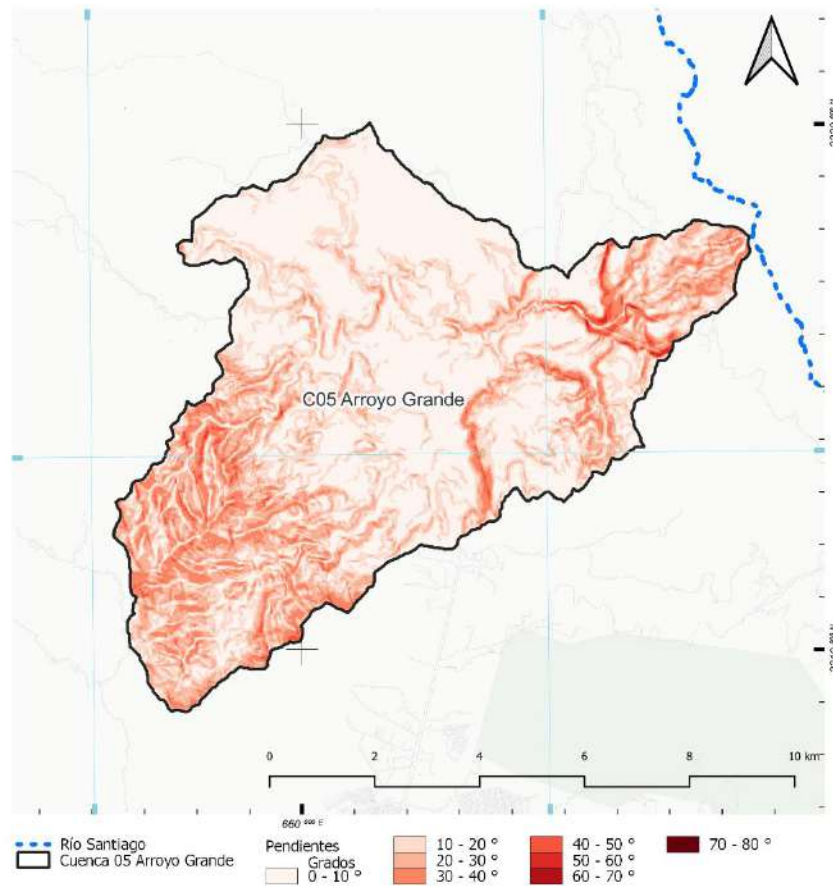 C05 Arroyo Grande
0 2 4 6 8 10 km
660 000 E
Río Santiago
Cuenca 05 Arroyo Grande
Pendientes
Grados
0 - 10 °
10 - 20 °
20 - 30 °
30 - 40 °
40 - 50 °
50 - 60 °
60 - 70 °
70 - 80 °